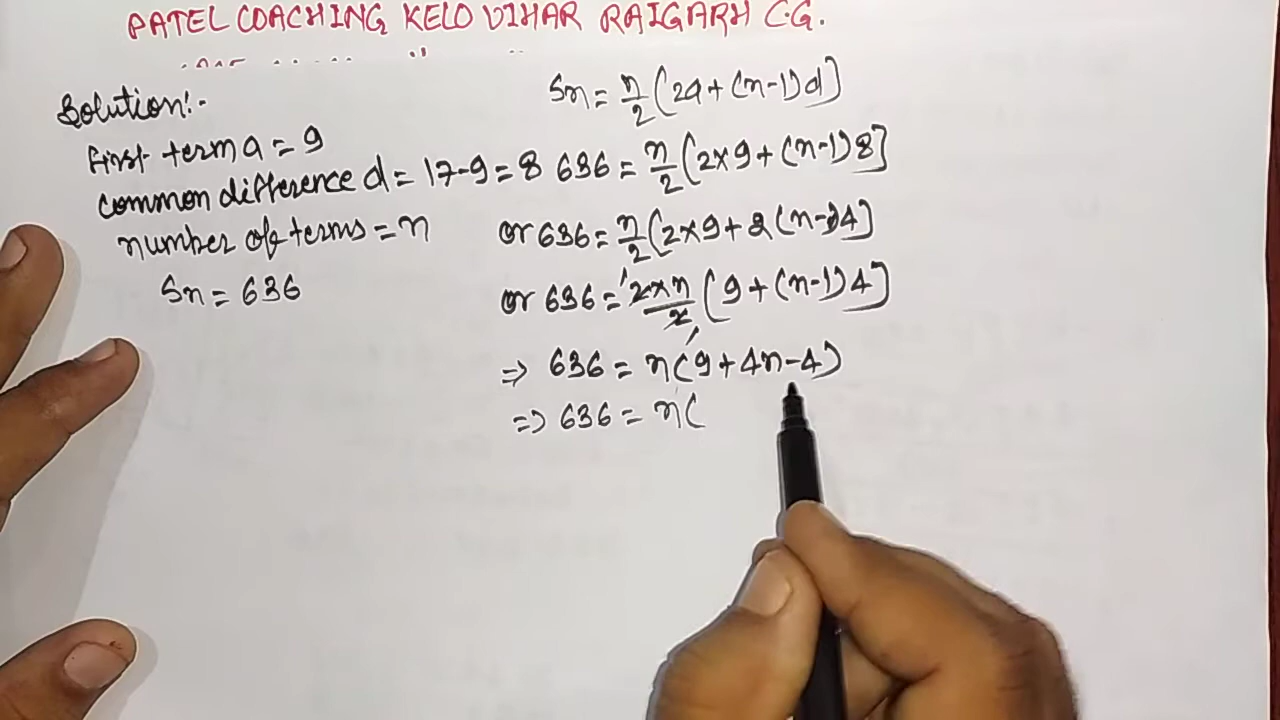 PATEL COACHING KELO VIHAR RAIGARH C.G.
Solution:-
First term a = 9
common difference d = 17-9 = 8
number of terms = n
Sn = 636
Sn = n/2 (2a + (n-1)d]
636 = n/2 (2×9 + (n-1)8]
or 636 = n/2 (2×9 + 2(n-1)4]
or 636 = 2×n/2 (9 + (n-1)4]
⇒ 636 = n(9+4n-4)
⇒ 636 = n(